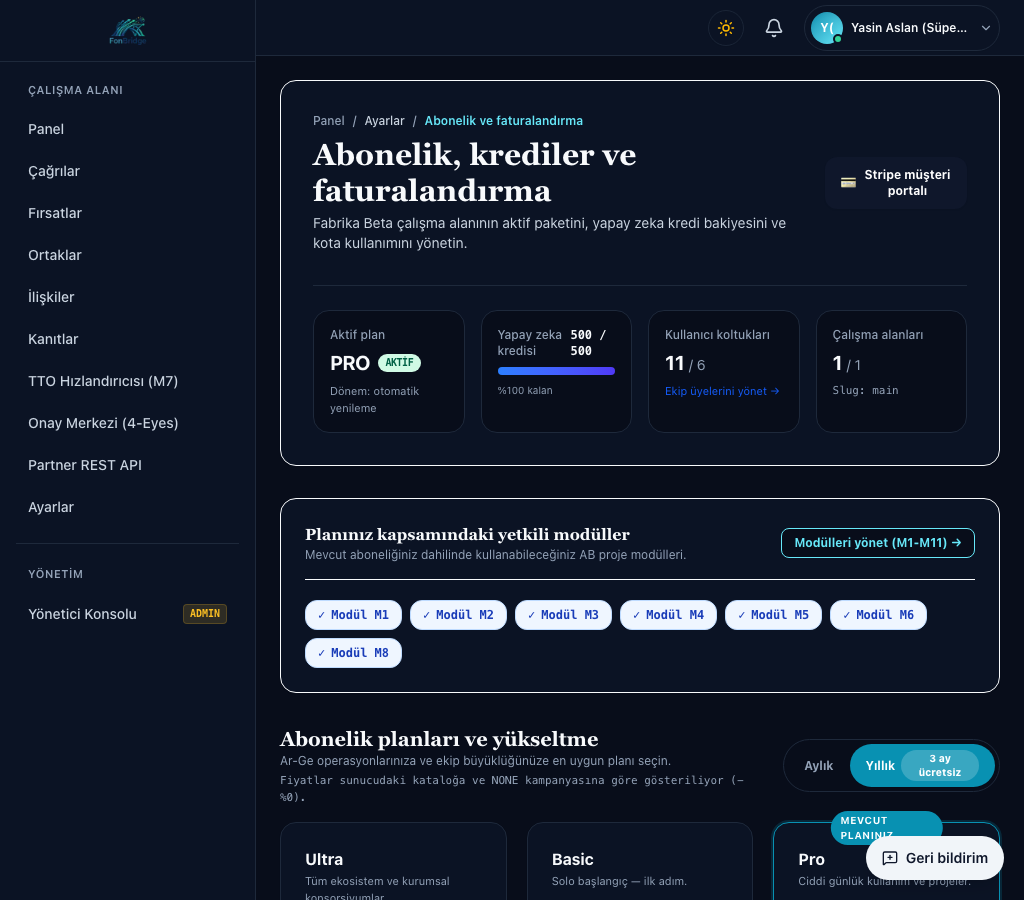 FonBridge
Y(
Yasin Aslan (Süpe...
ÇALIŞMA ALANI
Panel
Çağrılar
Fırsatlar
Ortaklar
İlişkiler
Kanıtlar
TTO Hızlandırıcısı (M7)
Onay Merkezi (4-Eyes)
Partner REST API
Ayarlar
YÖNETİM
Yönetici Konsolu
ADMIN
Panel / Ayarlar / Abonelik ve faturalandırma
Abonelik, krediler ve
faturalandırma
Fabrika Beta çalışma alanının aktif paketini, yapay zeka kredi bakiyesini ve
kota kullanımını yönetin.
Stripe müşteri
portalı
Aktif plan
PRO AKTİF
Dönem: otomatik
yenileme
Yapay zeka
kredisi
500 /
500
%100 kalan
Kullanıcı koltukları
11 / 6
Ekip üyelerini yönet →
Çalışma alanları
1 / 1
Slug: main
Planınız kapsamındaki yetkili modüller
Mevcut aboneliğiniz dahilinde kullanabileceğiniz AB proje modülleri.
Modülleri yönet (M1-M11) →
✓ Modül M1
✓ Modül M2
✓ Modül M3
✓ Modül M4
✓ Modül M5
✓ Modül M6
✓ Modül M8
Abonelik planları ve yükseltme
Ar-Ge operasyonlarınıza ve ekip büyüklüğünüze en uygun planı seçin.
Fiyatlar sunucudaki kataloğa ve NONE kampanyasına göre gösteriliyor (−
%0).
Aylık
Yıllık
3 ay
ücretsiz
Ultra
Tüm ekosistem ve kurumsal
konsorsiyumlar.
Basic
Solo başlangıç — ilk adım.
MEVCUT
PLANINIZ
Pro
Ciddi günlük kullanım ve projeler.
Geri bildirim